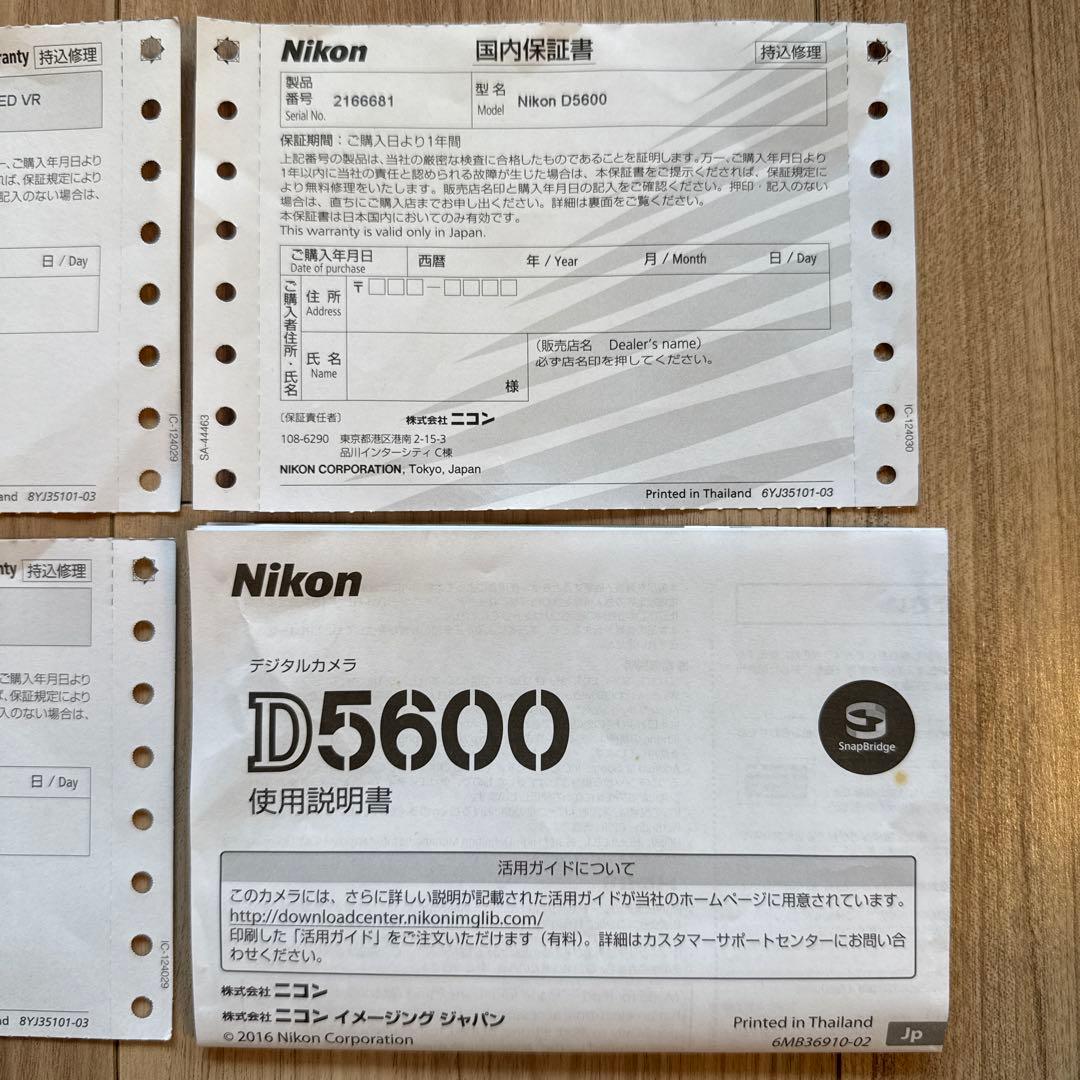 ranty 持込修理
ED VR
一、ご購入年月日より
れば、保証規定により
記入のない場合は、
日 / Day
IC-124029
and 8YJ35101-03
Nikon 国内保証書 持込修理
製品
番号 2166681
Serial No.
型 名
Model Nikon D5600
保証期間：ご購入日より1年間
上記番号の製品は、当社の厳密な検査に合格したものであることを証明します。万一、ご購入年月日より
1年以内に当社の責任と認められる故障が生じた場合は、本保証書をご提示くだされば、保証規定に
より無料修理をいたします。販売店名印と購入年月日の記入をご確認ください。押印・記入のない
場合は、直ちにご購入店までお申し出ください。詳細は裏面をご覧ください。
本保証書は日本国内においてのみ有効です。
This warranty is valid only in Japan.
ご購入年月日
Date of purchase
西暦 年 / Year 月 / Month 日 / Day
ご購入者住所・氏名
住 所
Address
〒□□□－□□□□
氏 名
Name
様
（販売店名 Dealer's name）
必ず店名印を押してください。
〔保証責任者〕 株式会社 ニコン
108-6290 東京都港区港南 2-15-3
品川インターシティ C棟
NIKON CORPORATION, Tokyo, Japan
Printed in Thailand 6YJ35101-03
SA-44463
IC-124030
nty 持込修理
ご購入年月日より
ば、保証規定により
入のない場合は、
日 / Day
IC-124029
nd 8YJ35101-03
Nikon
デジタルカメラ
D5600
使用説明書
SnapBridge
活用ガイドについて
このカメラには、さらに詳しい説明が記載された活用ガイドが当社のホームページに用意されています。
http://downloadcenter.nikonimglib.com/
印刷した「活用ガイド」をご注文いただけます（有料）。詳細はカスタマーサポートセンターにお問い合
わせください。
株式会社 ニコン
株式会社 ニコン イメージング ジャパン
© 2016 Nikon Corporation
Printed in Thailand
6MB36910-02
Jp